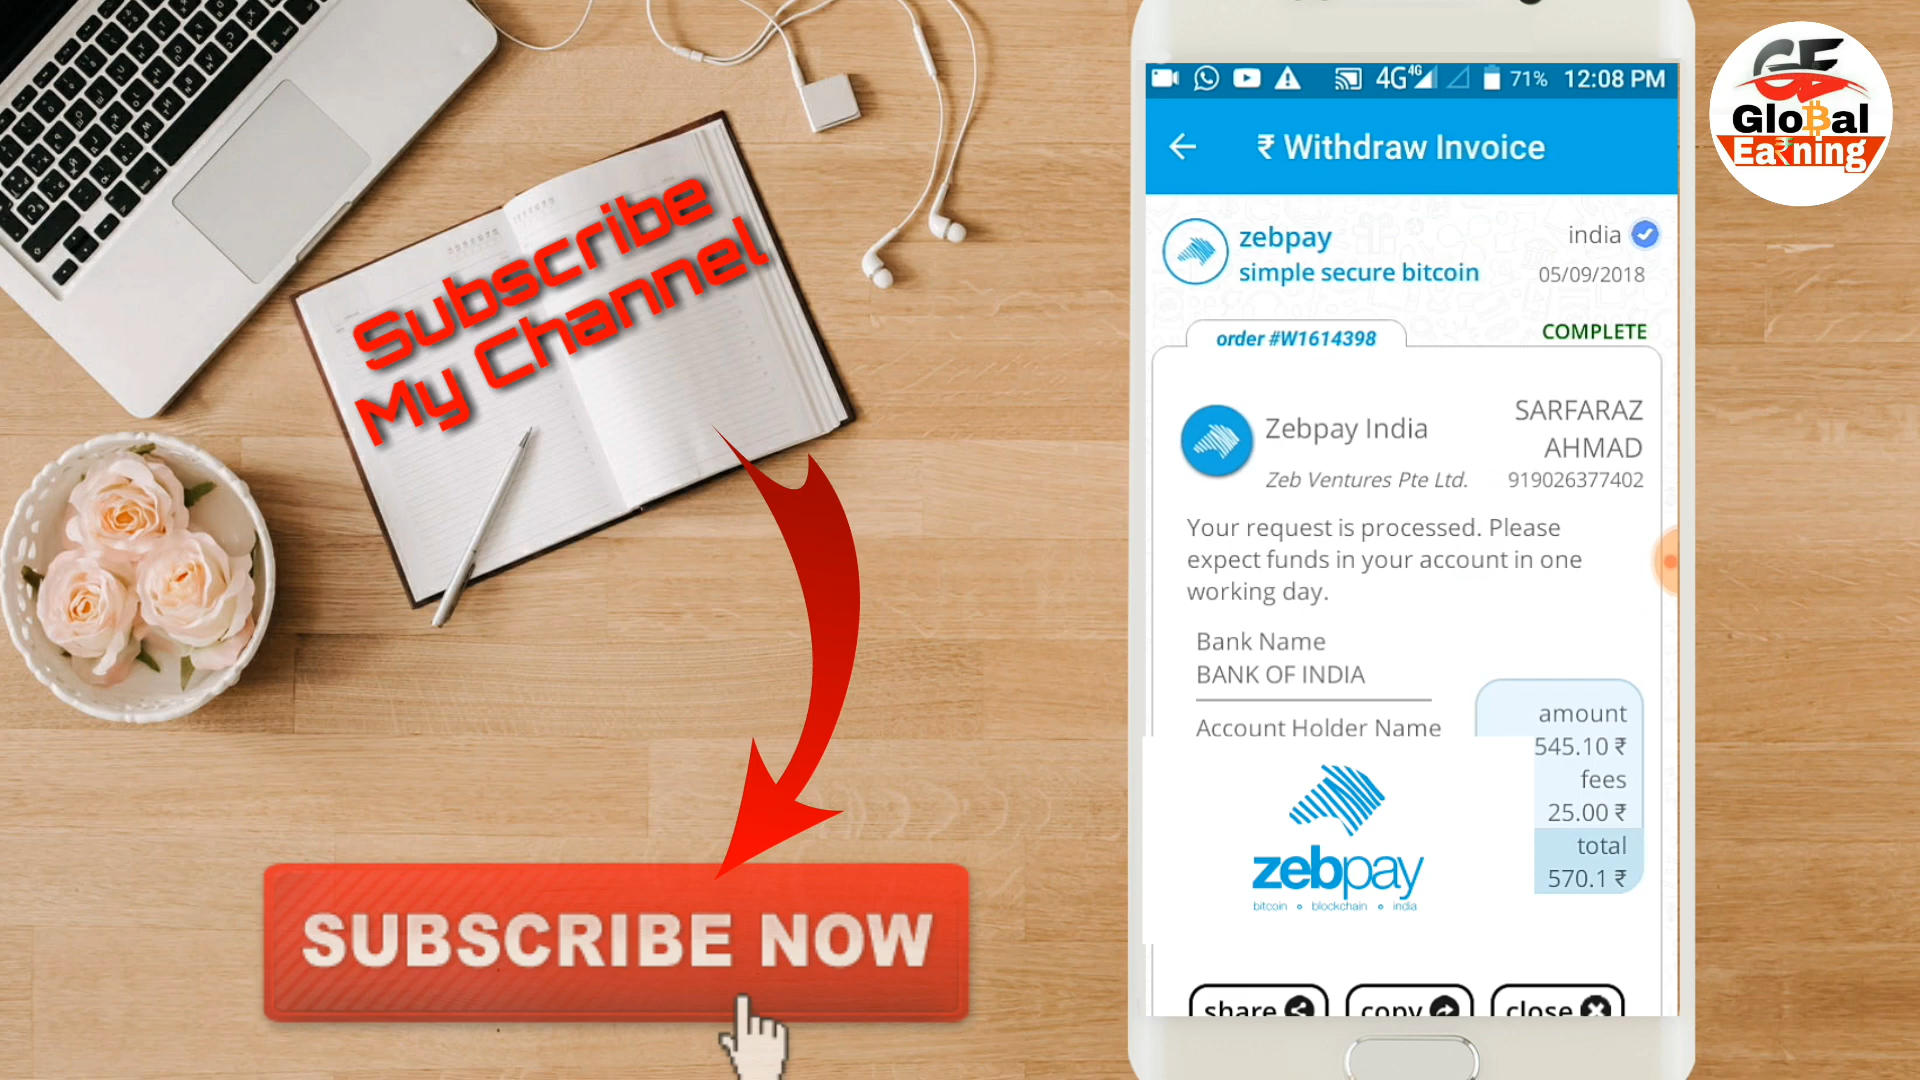 Subscribe
My Channel
SUBSCRIBE NOW
4G 4G 71% 12:08 PM
₹ Withdraw Invoice
zebpay
simple secure bitcoin
india
05/09/2018
order #W1614398
COMPLETE
Zebpay India
Zeb Ventures Pte Ltd.
SARFARAZ
AHMAD
919026377402
Your request is processed. Please
expect funds in your account in one
working day.
Bank Name
BANK OF INDIA
Account Holder Name
amount
545.10 ₹
fees
25.00 ₹
total
570.1 ₹
zebpay
bitcoin • blockchain • india
share
copy
close
GE
Global
Earning